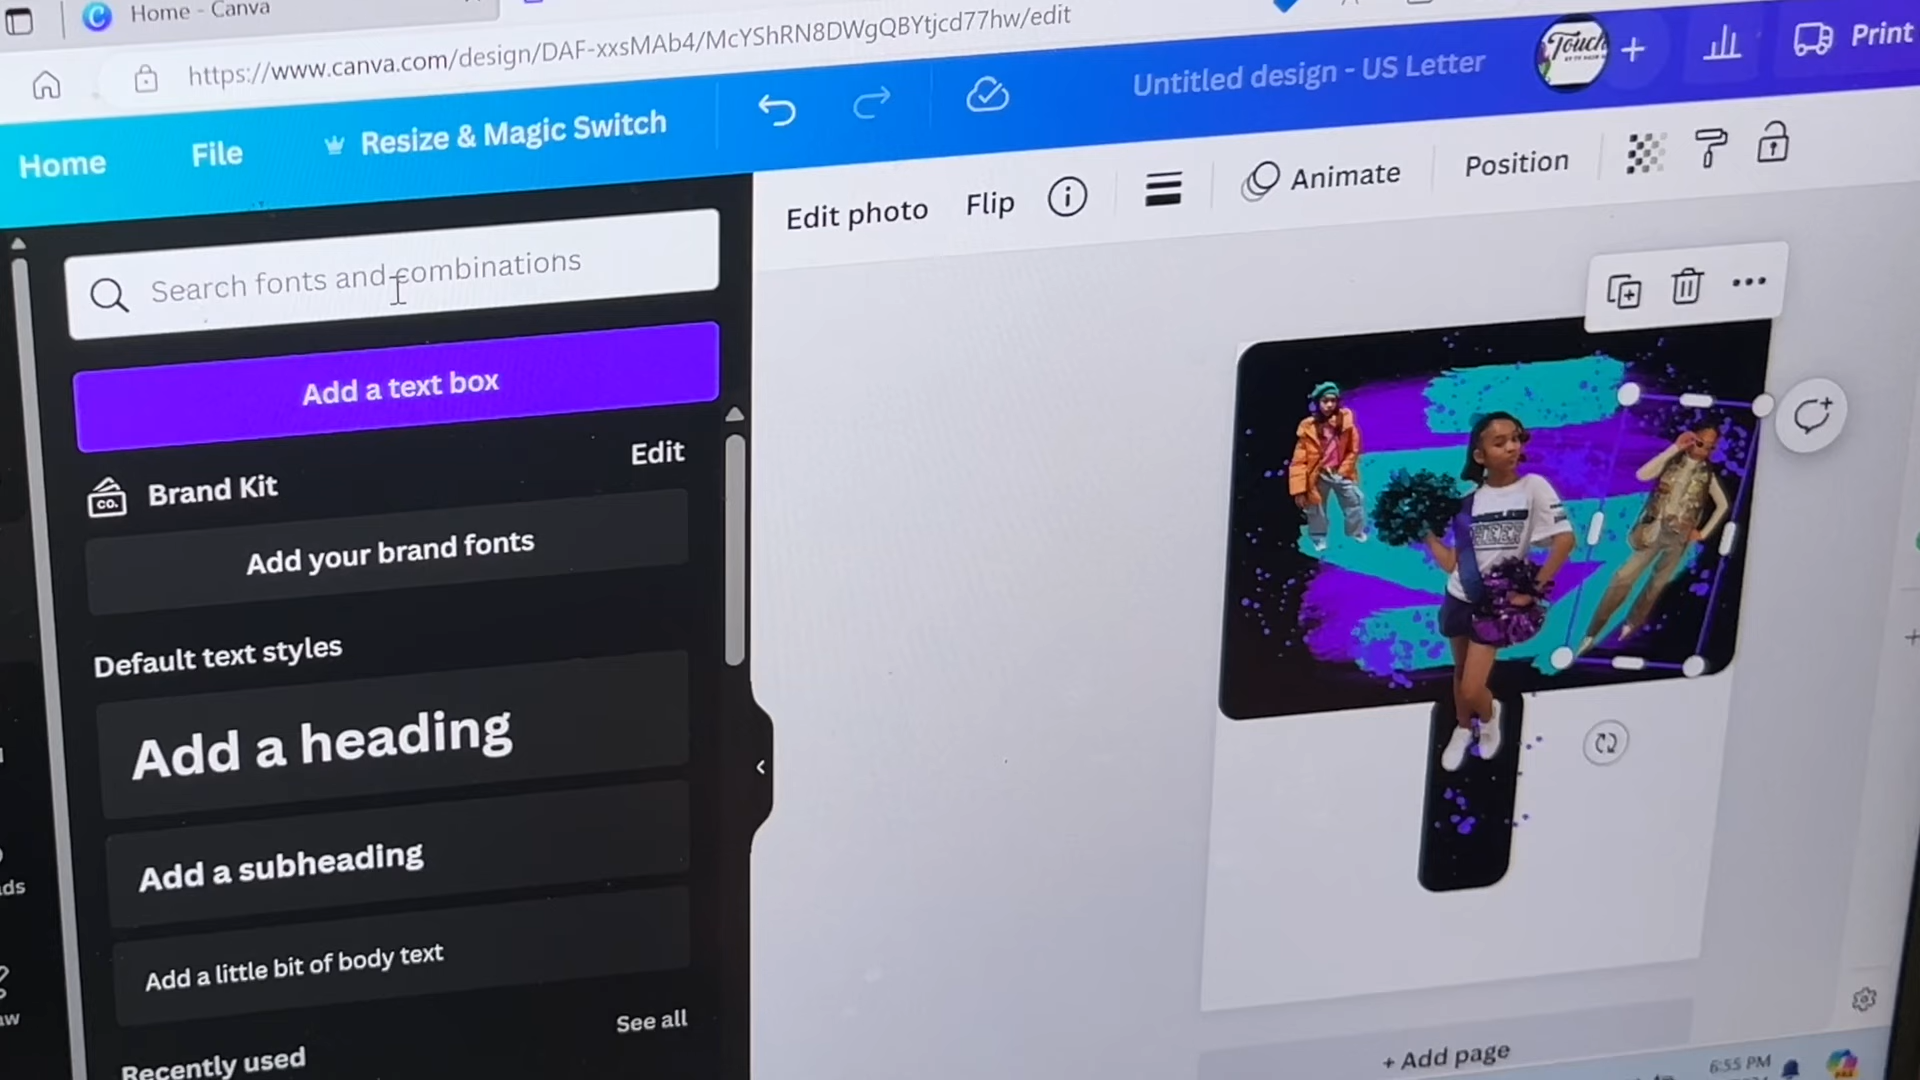 Home - Canva
https://www.canva.com/design/DAF-xxsMAb4/McYShRN8DWgQBYtjcd77hw/edit
Home
File
Resize & Magic Switch
Untitled design - US Letter
Touch
Print
Edit photo
Flip
Animate
Position
Search fonts and combinations
Add a text box
Brand Kit
Edit
CO.
Add your brand fonts
Default text styles
Add a heading
Add a subheading
Add a little bit of body text
See all
Recently used
CHEER
+ Add page
6:55 PM